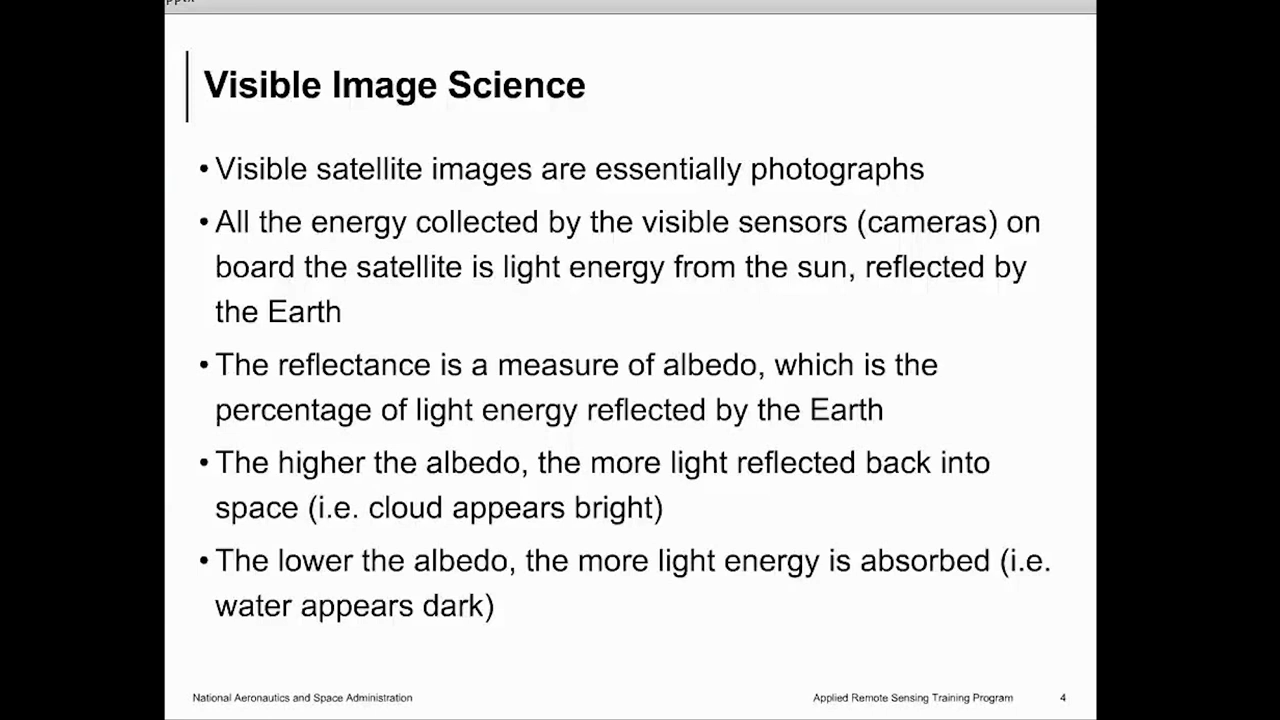 Visible Image Science
• Visible satellite images are essentially photographs
• All the energy collected by the visible sensors (cameras) on
board the satellite is light energy from the sun, reflected by
the Earth
• The reflectance is a measure of albedo, which is the
percentage of light energy reflected by the Earth
• The higher the albedo, the more light reflected back into
space (i.e. cloud appears bright)
• The lower the albedo, the more light energy is absorbed (i.e.
water appears dark)
National Aeronautics and Space Administration
Applied Remote Sensing Training Program 4